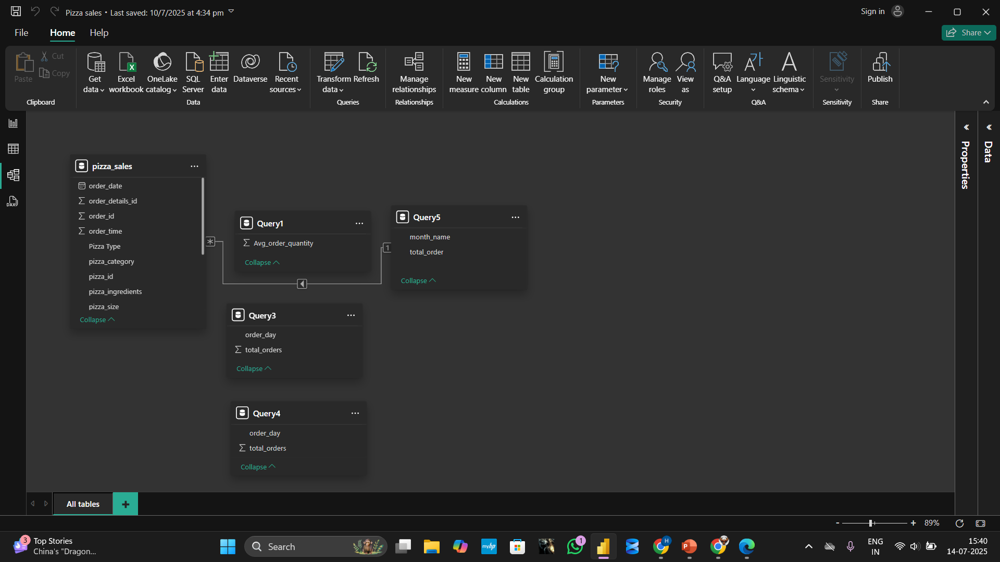 Pizza sales • Last saved: 10/7/2025 at 4:34 pm
Sign in
File
Home
Help
Share
Paste
Cut
Copy
Clipboard
Get data
Excel workbook
OneLake catalog
SQL Server
Enter data
Dataverse
Recent sources
Data
Transform data
Refresh
Queries
Manage relationships
Relationships
New measure
New column
New table
Calculation group
Calculations
New parameter
Parameters
Manage roles
View as
Security
Q&A setup
Language
Linguistic schema
Q&A
Sensitivity
Sensitivity
Publish
Share
DAX
pizza_sales
order_date
order_details_id
order_id
order_time
Pizza Type
pizza_category
pizza_id
pizza_ingredients
pizza_size
Collapse
Query1
Avg_order_quantity
Collapse
1
Query5
month_name
total_order
Collapse
Query3
order_day
total_orders
Collapse
Query4
order_day
total_orders
Collapse
Properties
Data
All tables
89%
3
Top Stories
China's "Dragon...
Search
myhp
1
H
P
ENG
IN
15:40
14-07-2025